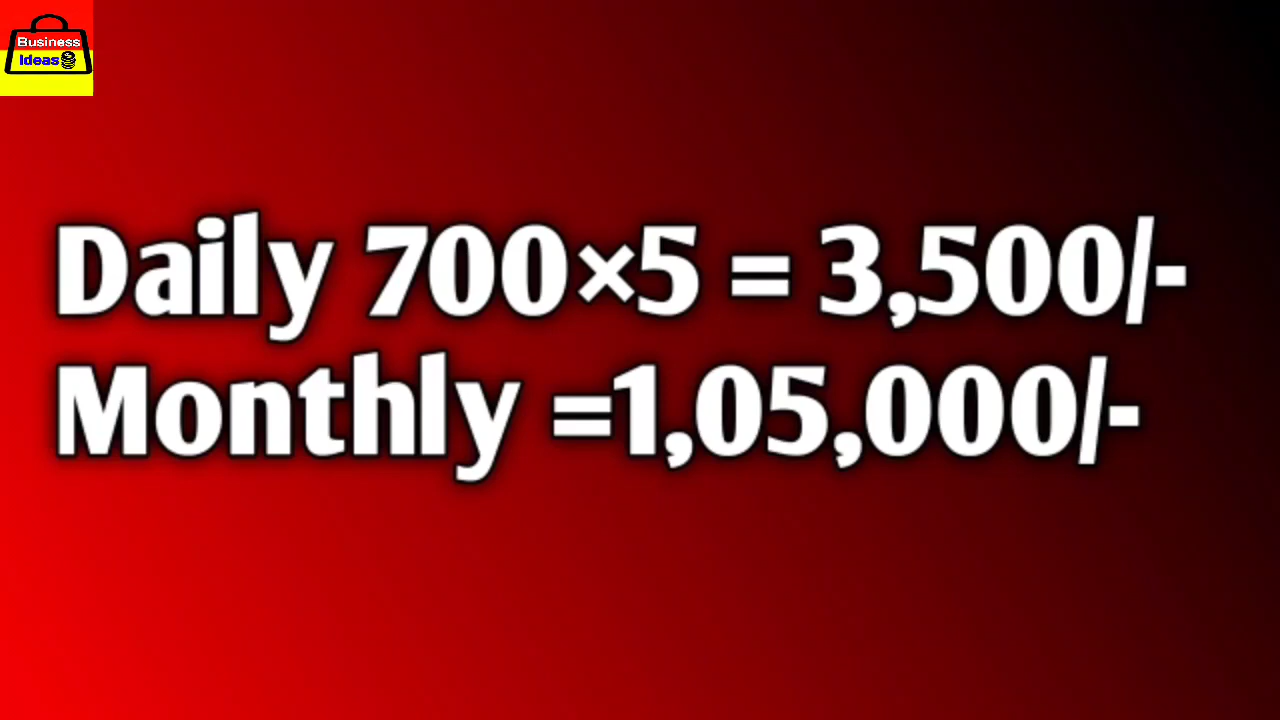 Business
Ideas
Daily 700×5 = 3,500/-
Monthly =1,05,000/-